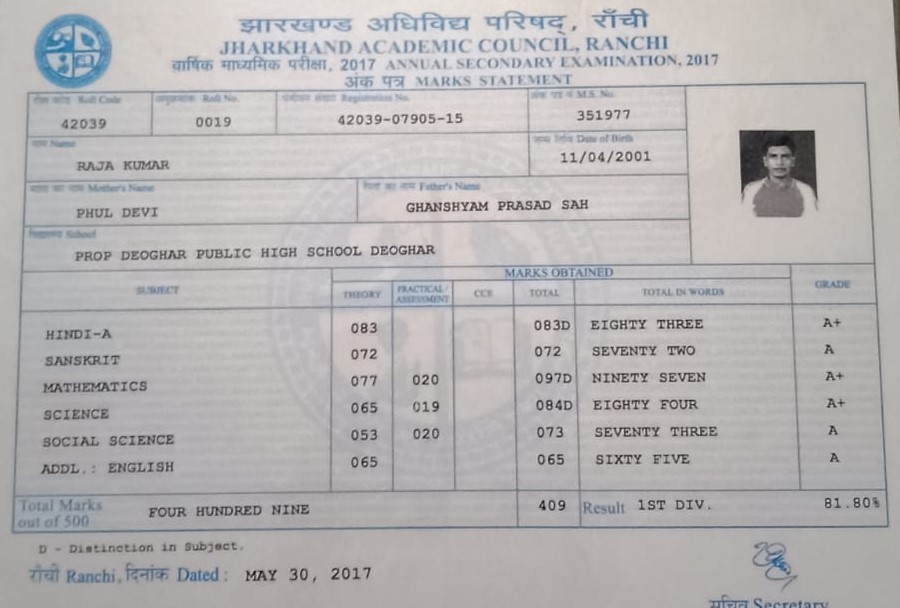 झारखण्ड अधिविद्य परिषद्, राँची
JHARKHAND ACADEMIC COUNCIL, RANCHI
वार्षिक माध्यमिक परीक्षा, 2017 ANNUAL SECONDARY EXAMINATION, 2017
अंक पत्र MARKS STATEMENT
रोल कोड Roll Code अनुक्रमांक Roll No. पंजीयन संख्या Registration No. अंक पत्र सं M.S. No.
42039 0019 42039-07905-15 351977
नाम Name जन्म तिथि Date of Birth
RAJA KUMAR 11/04/2001
माता का नाम Mother's Name पिता का नाम Father's Name
PHUL DEVI GHANSHYAM PRASAD SAH
विद्यालय School
PROP DEOGHAR PUBLIC HIGH SCHOOL DEOGHAR
MARKS OBTAINED
SUBJECT THEORY PRACTICAL/ ASSESSMENT CCE TOTAL TOTAL IN WORDS GRADE
HINDI-A 083 083D EIGHTY THREE A+
SANSKRIT 072 072 SEVENTY TWO A
MATHEMATICS 077 020 097D NINETY SEVEN A+
SCIENCE 065 019 084D EIGHTY FOUR A+
SOCIAL SCIENCE 053 020 073 SEVENTY THREE A
ADDL.: ENGLISH 065 065 SIXTY FIVE A
Total Marks
out of 500 FOUR HUNDRED NINE 409 Result 1ST DIV. 81.80%
D - Distinction in Subject.
राँची Ranchi, दिनांक Dated : MAY 30, 2017
सचिव Secretary